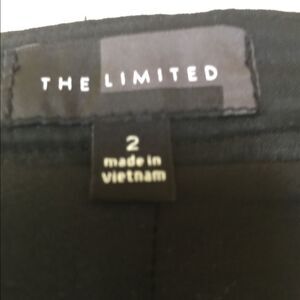 THE LIMITED
2
made in
vietnam